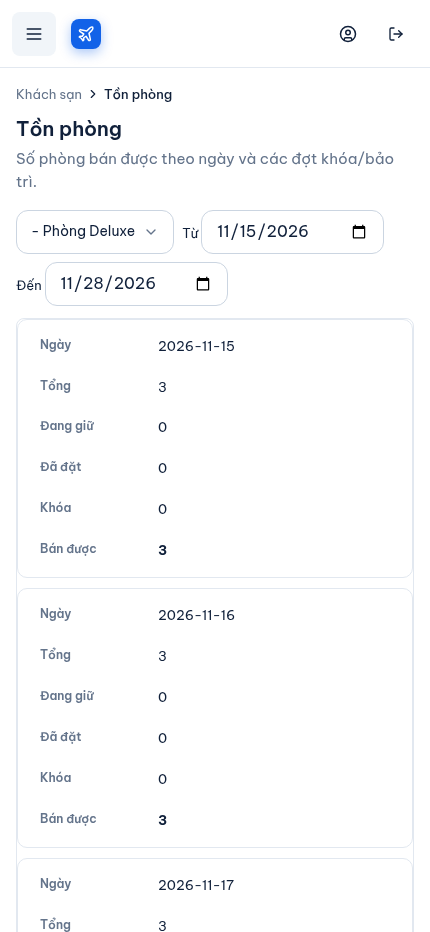 Khách sạn > Tồn phòng
Tồn phòng
Số phòng bán được theo ngày và các đợt khóa/bảo
trì.
- Phòng Deluxe Từ 11/15/2026
Đến 11/28/2026
Ngày 2026-11-15
Tổng 3
Đang giữ 0
Đã đặt 0
Khóa 0
Bán được 3
Ngày 2026-11-16
Tổng 3
Đang giữ 0
Đã đặt 0
Khóa 0
Bán được 3
Ngày 2026-11-17
Tổng 3